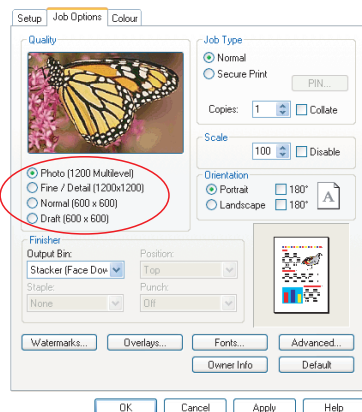 Setup Job Options Colour
Quality
Photo (1200 Multilevel)
Fine / Detail (1200x1200)
Normal (600 x 600)
Draft (600 x 600)
Job Type
Normal
Secure Print
PIN...
Copies: 1 Collate
Scale
100 Disable
Orientation
Portrait 180°
Landscape 180°
A
Finisher
Output Bin: Position:
Stacker (Face Dow Top
Staple: Punch:
None Off
Watermarks... Overlays... Fonts... Advanced...
Owner Info Default
OK Cancel Apply Help